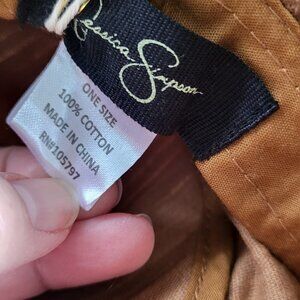 Jessica Simpson
ONE SIZE
100% COTTON
MADE IN CHINA
RN#105797